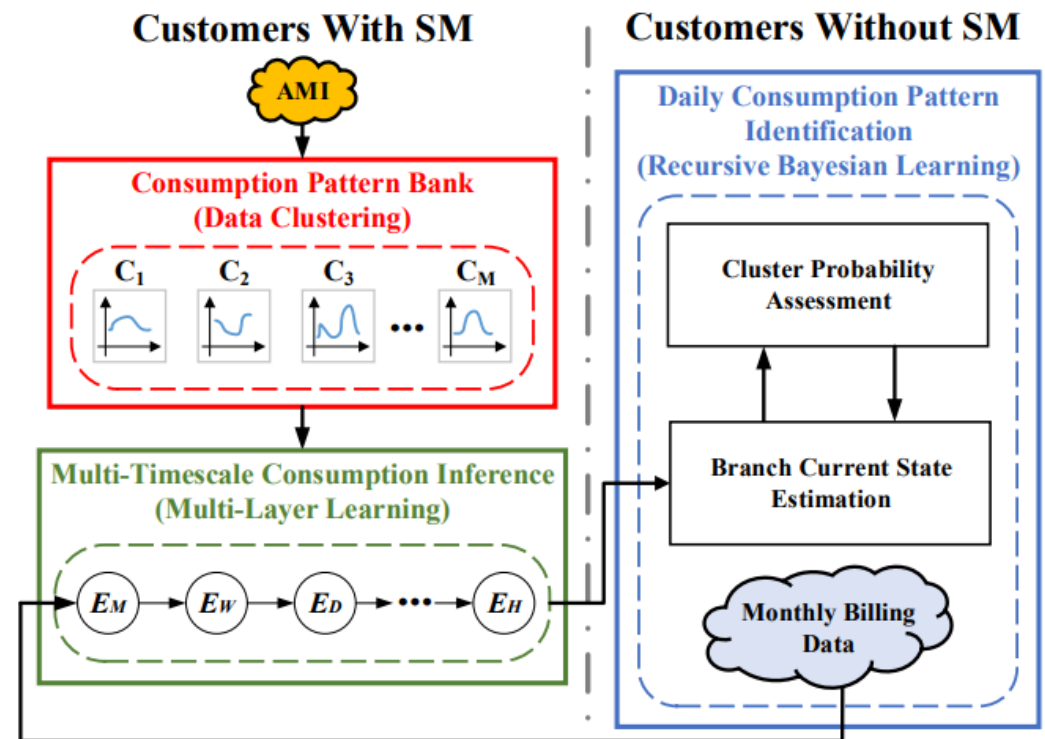 Customers With SM
Customers Without SM
AMI
Consumption Pattern Bank
(Data Clustering)
C1 C2 C3 ••• CM
Multi-Timescale Consumption Inference
(Multi-Layer Learning)
EM EW ED ••• EH
Daily Consumption Pattern
Identification
(Recursive Bayesian Learning)
Cluster Probability
Assessment
Branch Current State
Estimation
Monthly Billing
Data